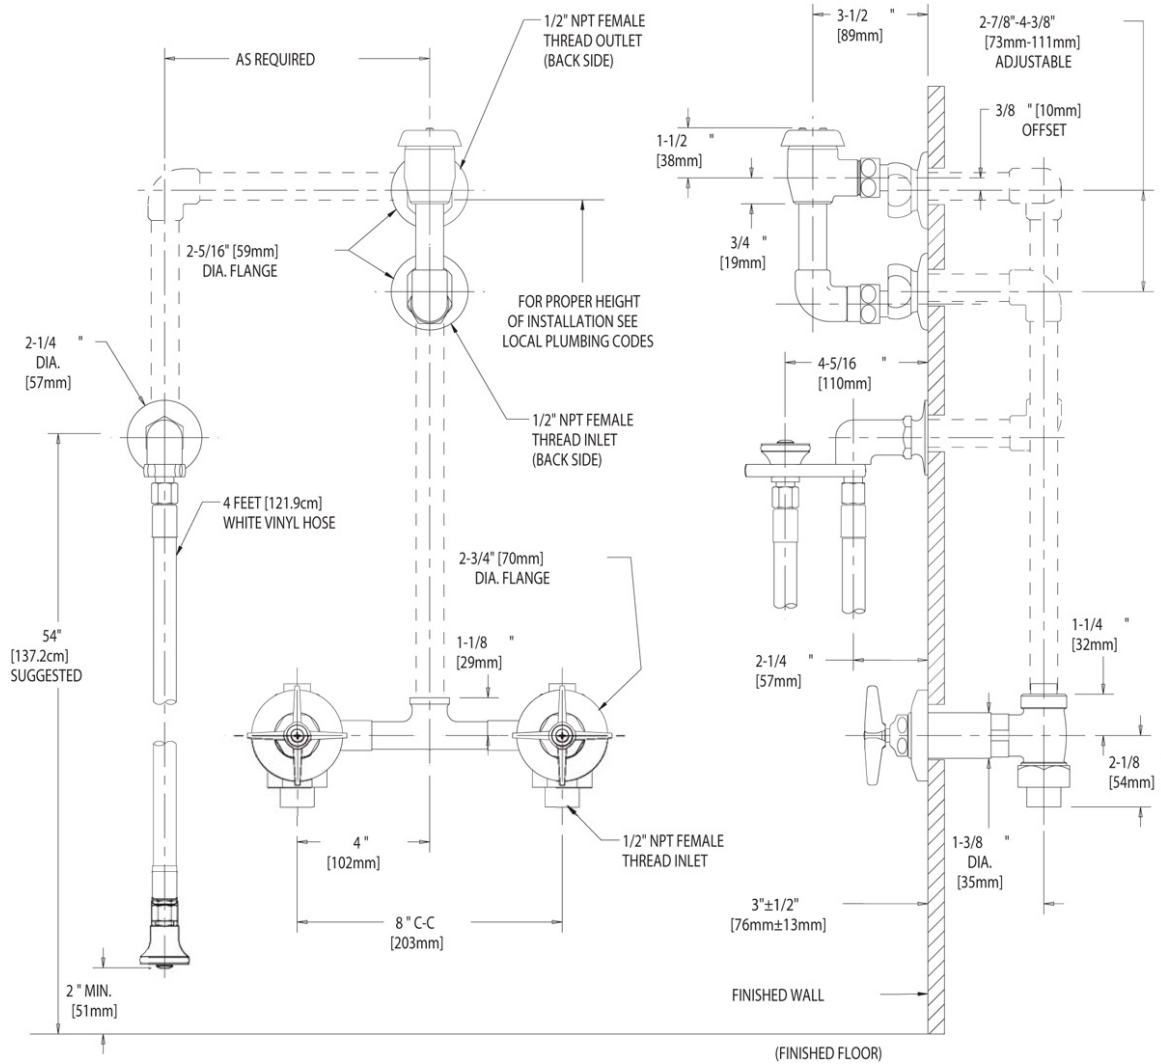 1/2" NPT FEMALE
THREAD OUTLET
(BACK SIDE)
AS REQUIRED
3-1/2 "
[89mm]
2-7/8"-4-3/8"
[73mm-111mm]
ADJUSTABLE
3/8 " [10mm]
OFFSET
1-1/2 "
[38mm]
3/4 "
[19mm]
2-5/16" [59mm]
DIA. FLANGE
FOR PROPER HEIGHT
OF INSTALLATION SEE
LOCAL PLUMBING CODES
2-1/4 "
DIA.
[57mm]
4-5/16 "
[110mm]
1/2" NPT FEMALE
THREAD INLET
(BACK SIDE)
4 FEET [121.9cm]
WHITE VINYL HOSE
2-3/4" [70mm]
DIA. FLANGE
54"
[137.2cm]
SUGGESTED
1-1/8 "
[29mm]
2-1/4 "
[57mm]
1-1/4 "
[32mm]
2-1/8
[54mm]
1/2" NPT FEMALE
THREAD INLET
4 "
[102mm]
1-3/8 "
DIA.
[35mm]
8 " C-C
[203mm]
3"±1/2"
[76mm±13mm]
2 " MIN.
[51mm]
FINISHED WALL
(FINISHED FLOOR)